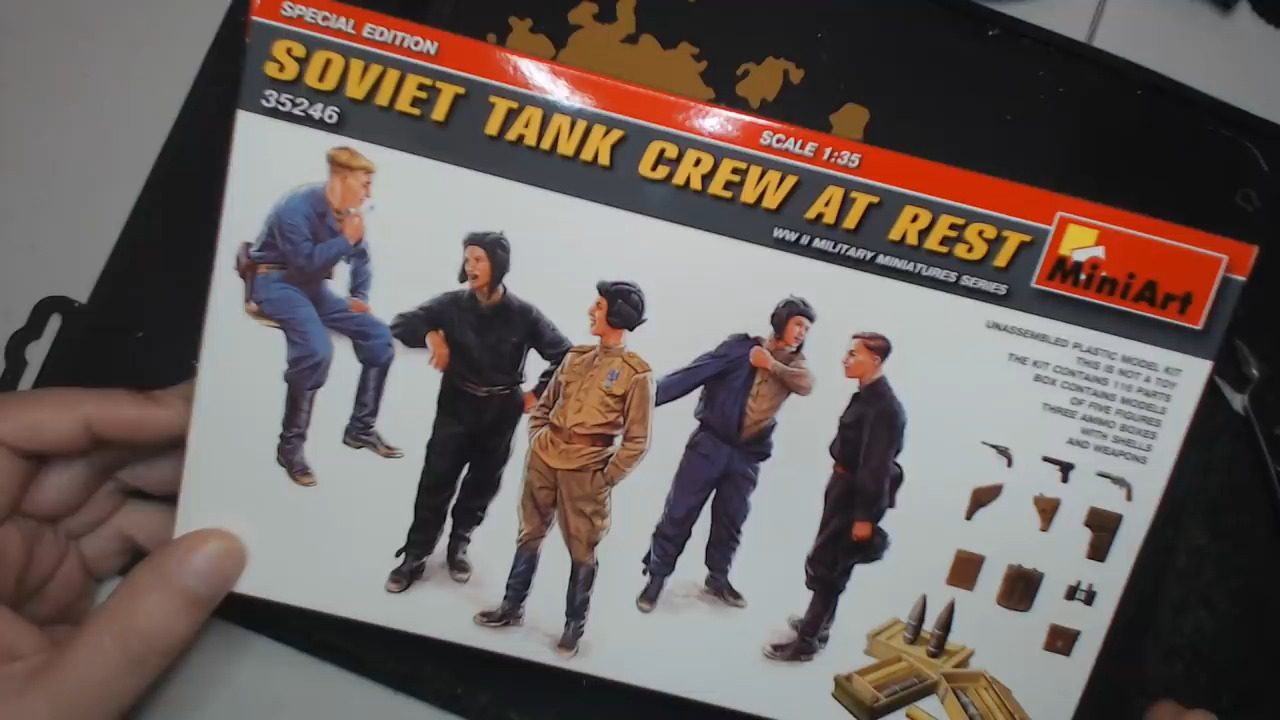 SPECIAL EDITION
SOVIET TANK CREW AT REST
35246
SCALE 1:35
WW II MILITARY MINIATURES SERIES
MiniArt
UNASSEMBLED PLASTIC MODEL KIT
THIS IS NOT A TOY
THE KIT CONTAINS 116 PARTS
BOX CONTAINS MODELS
OF FIVE FIGURES
THREE AMMO BOXES
WITH SHELLS
AND WEAPONS